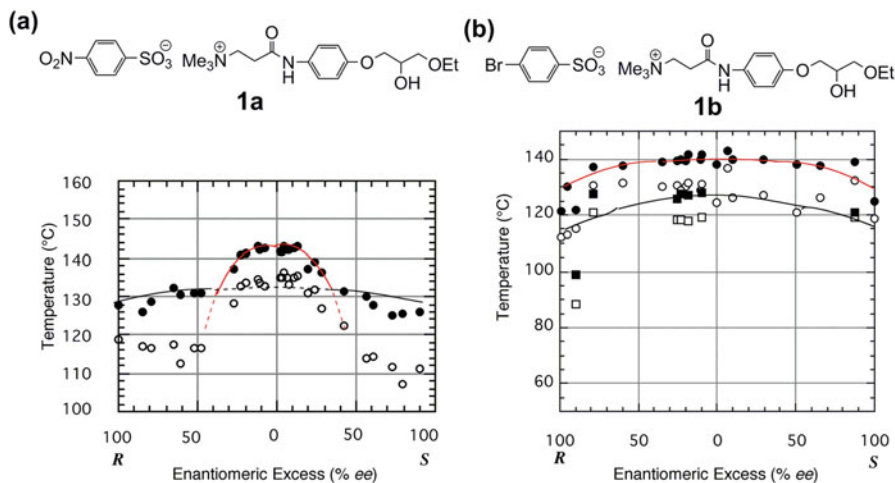 (a)
O₂N
SO₃⊖
Me₃N⊕
O
N
H
O
OH
OEt
1a
Temperature (°C)
160
150
140
130
120
110
100
100 50 0 50 100
R S
Enantiomeric Excess (% ee)
(b)
Br
SO₃⊖
Me₃N⊕
O
N
H
O
OH
OEt
1b
Temperature (°C)
140
120
100
80
60
100 50 0 50 100
R S
Enantiomeric Excess (% ee)